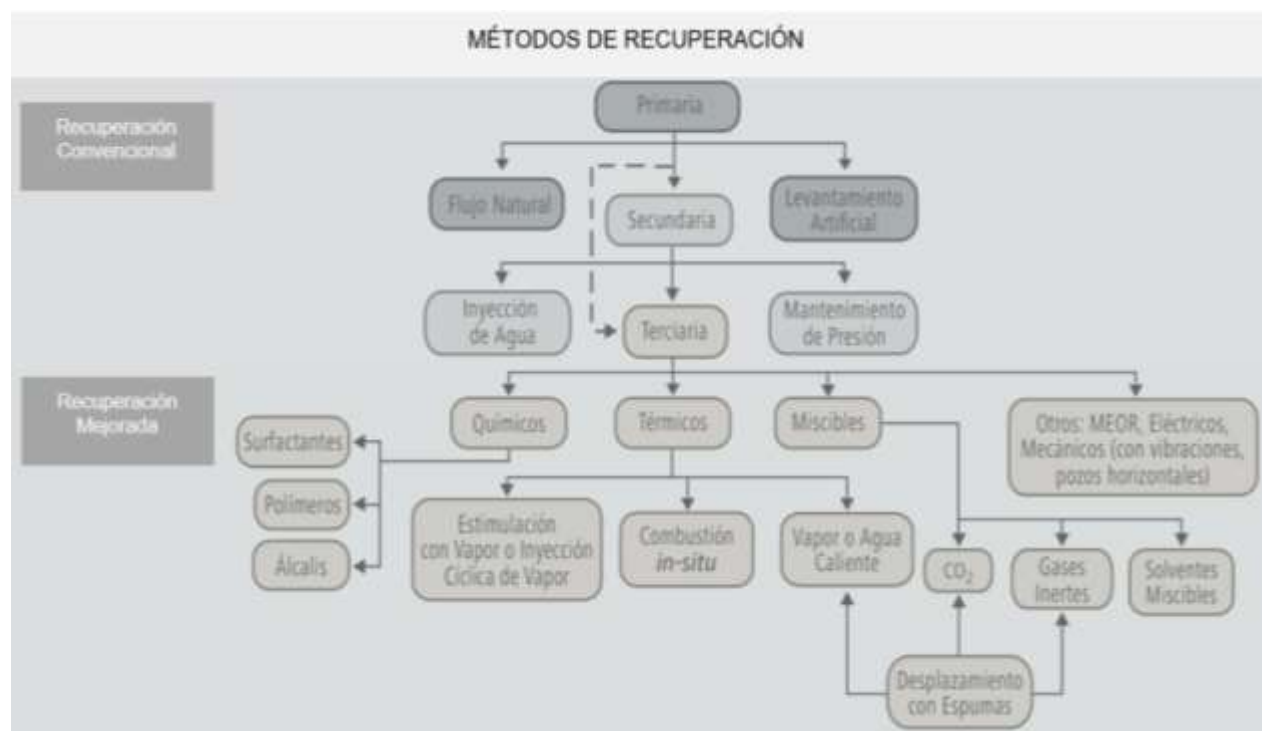 MÉTODOS DE RECUPERACIÓN
Recuperación
Convencional
Primaria
Flujo Natural
Secundaria
Levantamiento
Artificial
Inyección
de Agua
Terciaria
Mantenimiento
de Presión
Recuperación
Mejorada
Químicos
Térmicos
Miscibles
Otros: MEOR, Eléctricos,
Mecánicos (con vibraciones,
pozos horizontales)
Surfactantes
Polímeros
Álcalis
Estimulación
con Vapor o Inyección
Cíclica de Vapor
Combustión
in-situ
Vapor o Agua
Caliente
CO₂
Gases
Inertes
Solventes
Miscibles
Desplazamiento
con Espumas